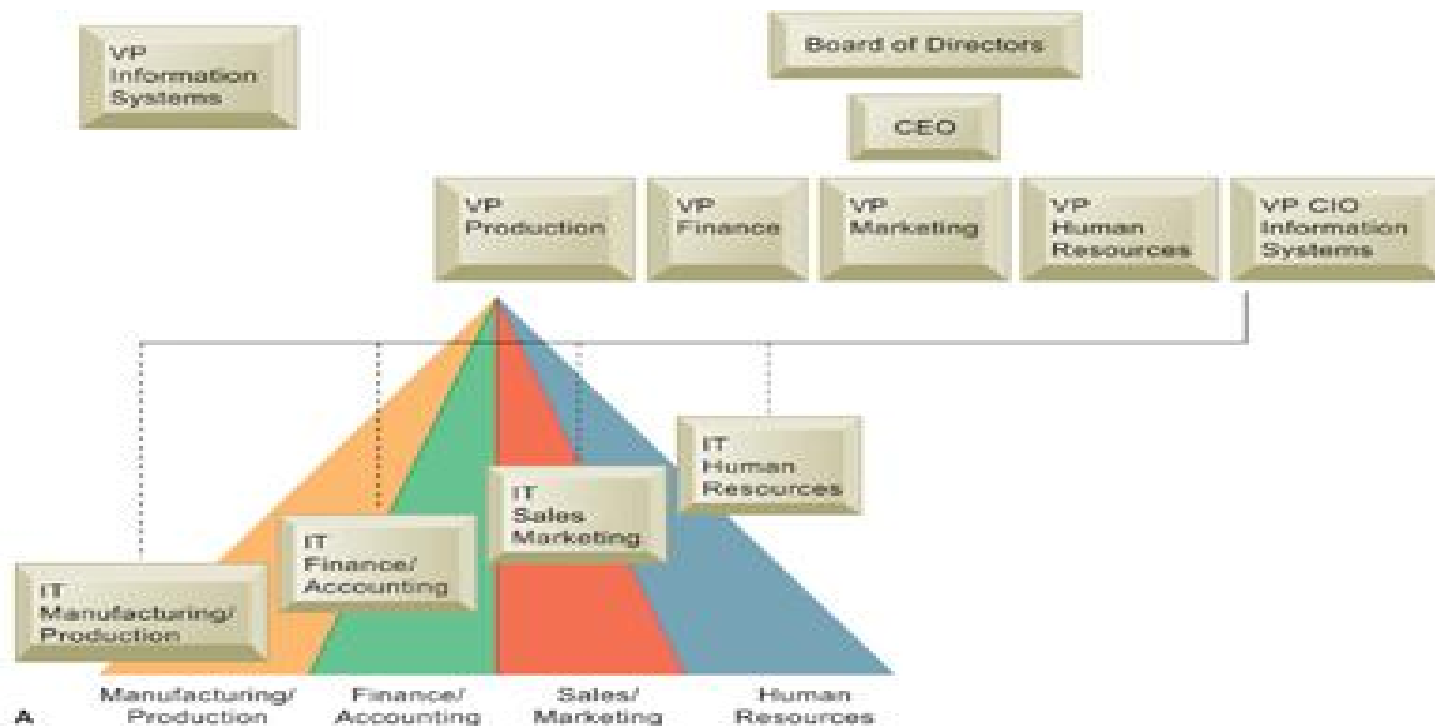 VP
Information
Systems
Board of Directors
CEO
VP
Production
VP
Finance
VP
Marketing
VP
Human
Resources
VP CIO
Information
Systems
IT
Human
Resources
IT
Sales
Marketing
IT
Finance/
Accounting
IT
Manufacturing/
Production
Manufacturing/
Production
Finance/
Accounting
Sales/
Marketing
Human
Resources
A